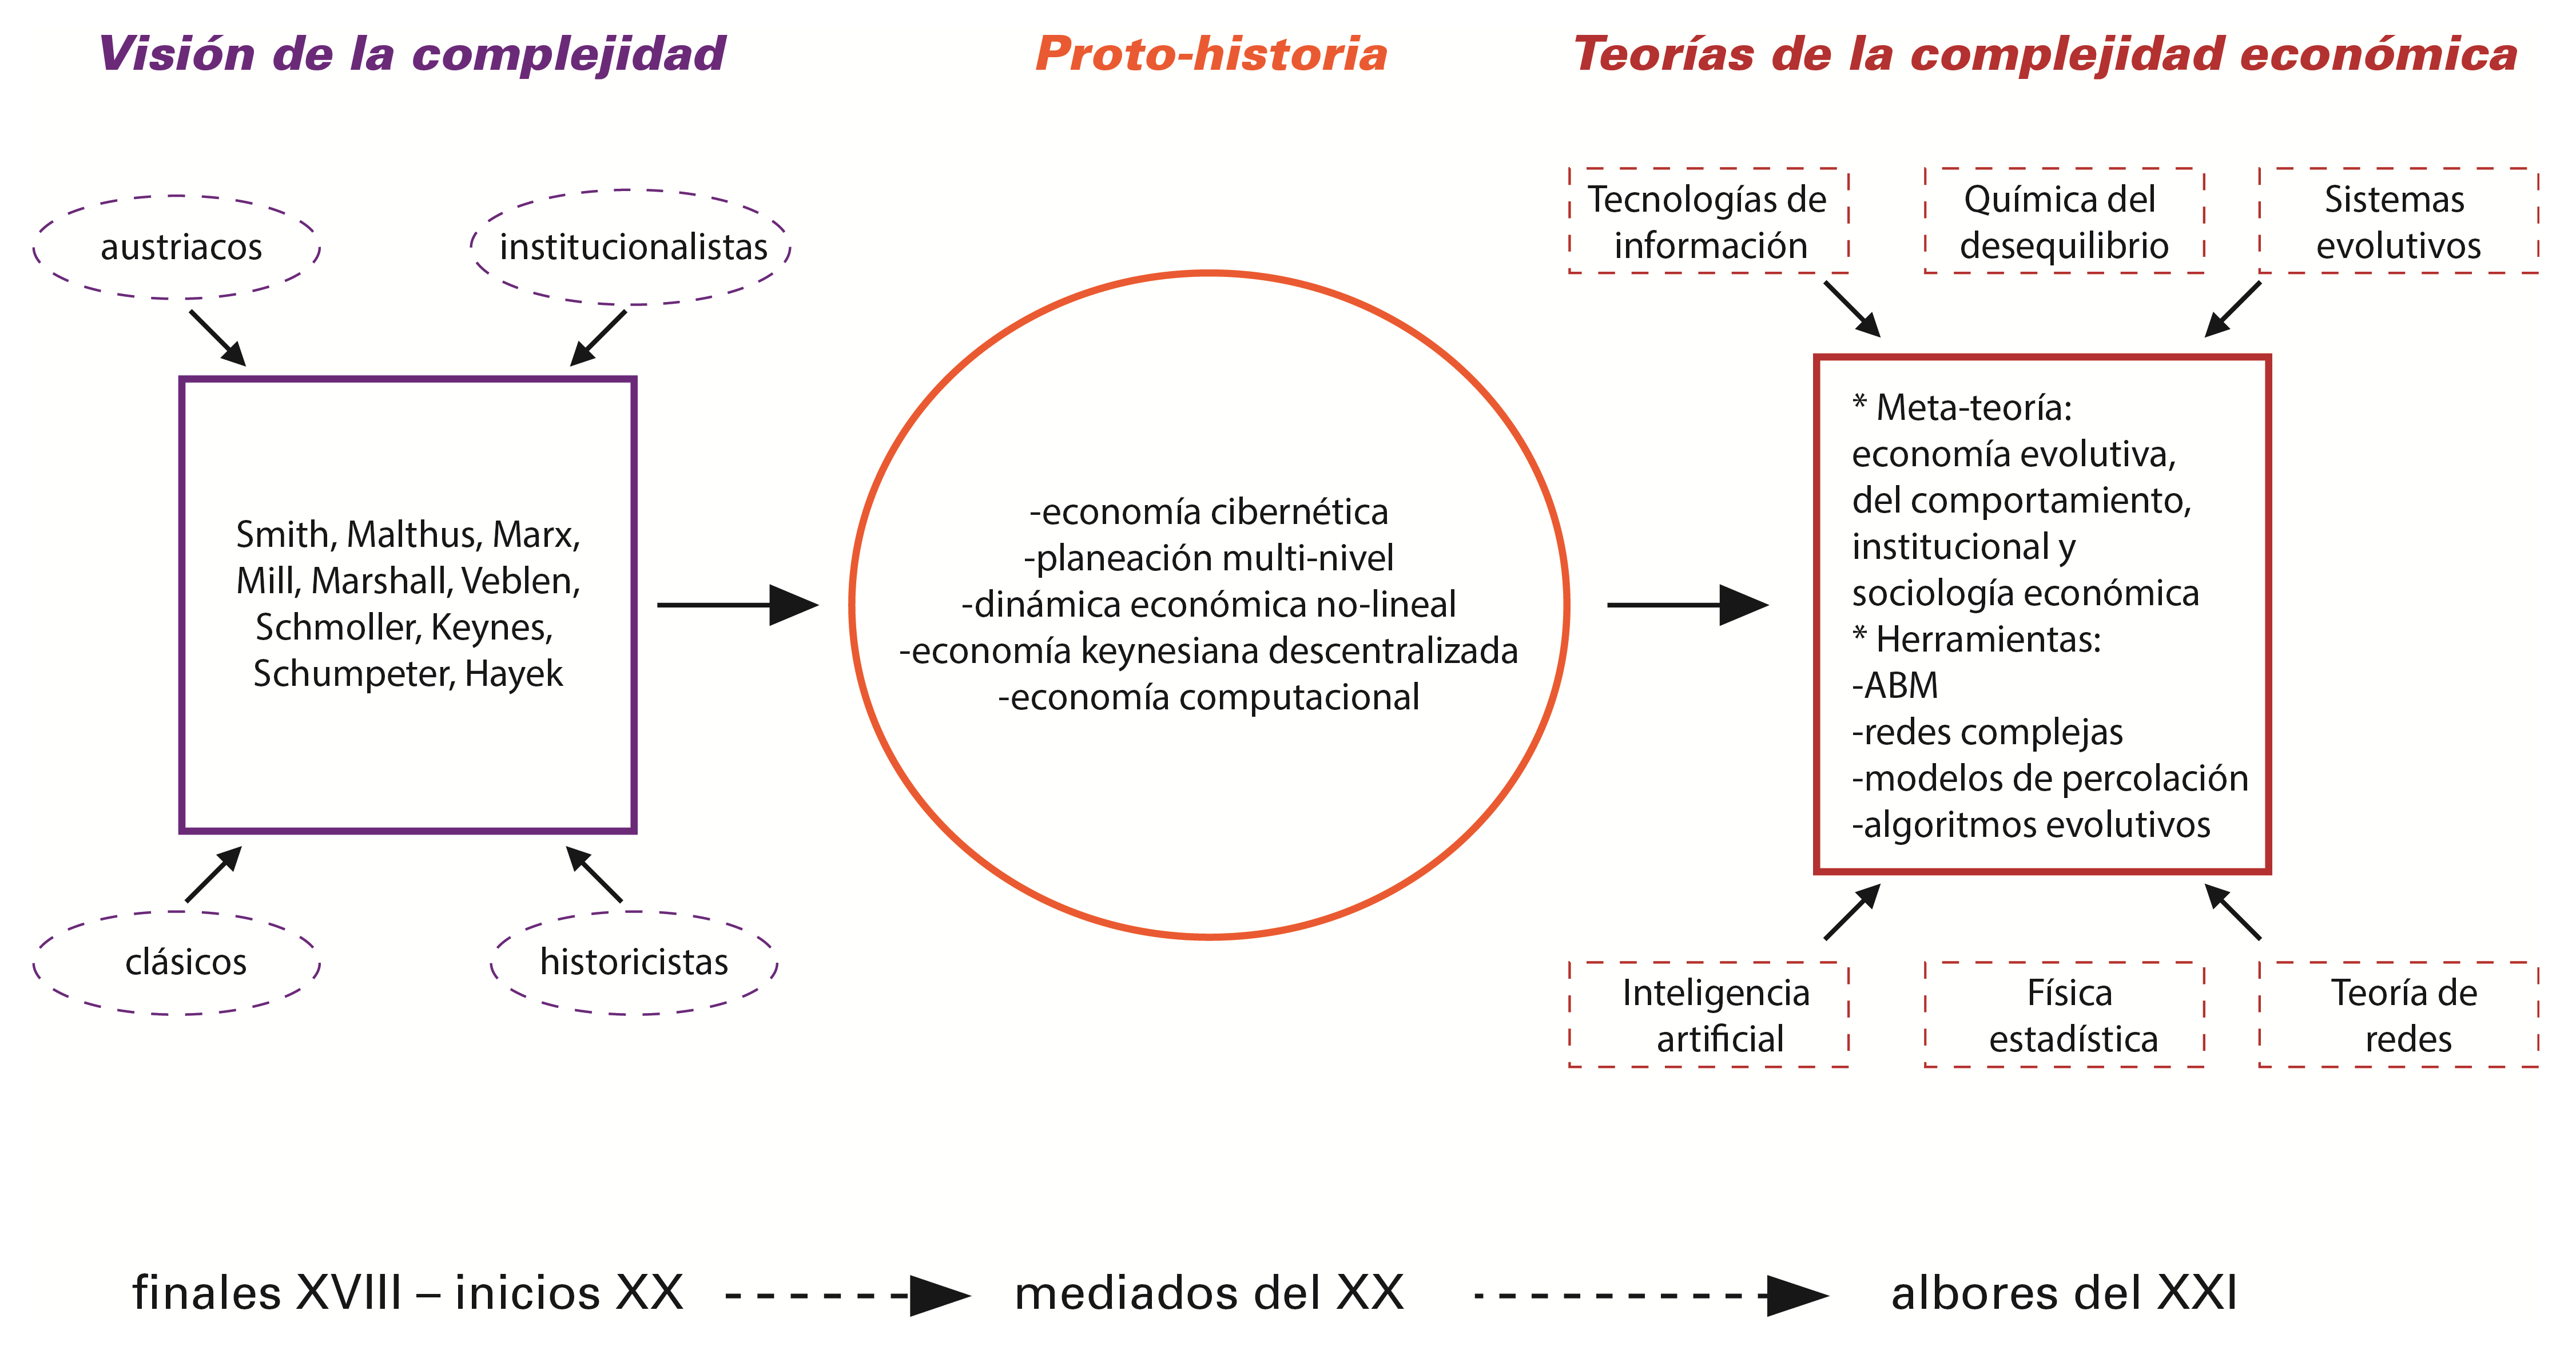 Visión de la complejidad
Proto-historia
Teorías de la complejidad económica
austriacos
institucionalistas
Smith, Malthus, Marx,
Mill, Marshall, Veblen,
Schmoller, Keynes,
Schumpeter, Hayek
clásicos
historicistas
-economía cibernética
-planeación multi-nivel
-dinámica económica no-lineal
-economía keynesiana descentralizada
-economía computacional
Tecnologías de
información
Química del
desequilibrio
Sistemas
evolutivos
* Meta-teoría:
economía evolutiva,
del comportamiento,
institucional y
sociología económica
* Herramientas:
-ABM
-redes complejas
-modelos de percolación
-algoritmos evolutivos
Inteligencia
artificial
Física
estadística
Teoría de
redes
finales XVIII – inicios XX
mediados del XX
albores del XXI